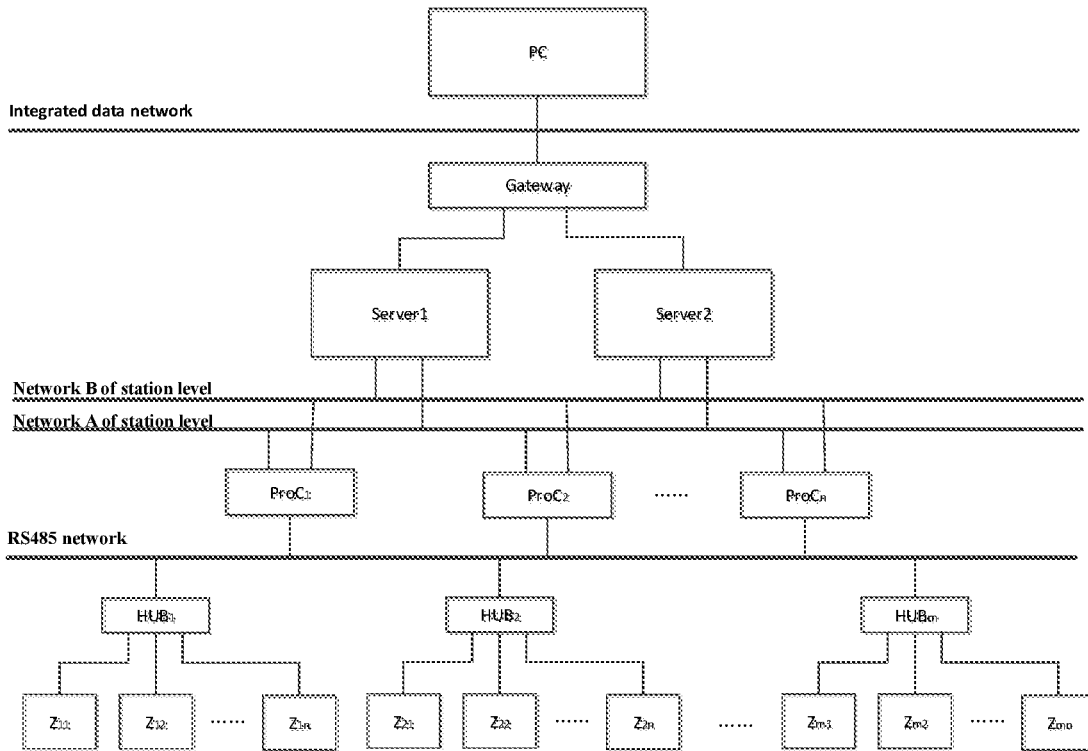 PC
Integrated data network
Gateway
Server1
Server2
Network B of station level
Network A of station level
ProC1
ProC2
......
ProCn
RS485 network
HUB1
HUB2
HUBm
Z11
Z12
......
Z1n
Z21
Z22
......
Z2n
......
Zm1
Zm2
......
Zmn